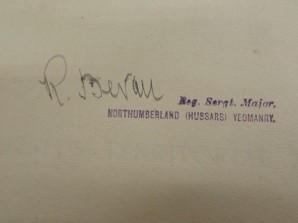 R. Bevan
Reg. Sergt. Major.
NORTHUMBERLAND (HUSSARS) YEOMANRY.